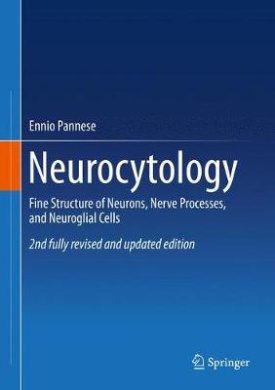 Ennio Pannese
Neurocytology
Fine Structure of Neurons, Nerve Processes,
and Neuroglial Cells
2nd fully revised and updated edition
Springer